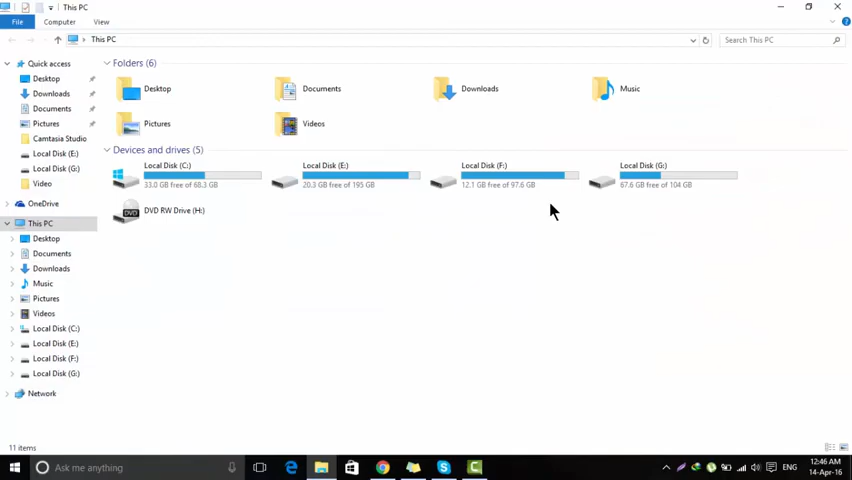 This PC
File Computer View
This PC Search This PC
Quick access
Desktop
Downloads
Documents
Pictures
Camtasia Studio
Local Disk (E:)
Local Disk (G:)
Video
OneDrive
This PC
Desktop
Documents
Downloads
Music
Pictures
Videos
Local Disk (C:)
Local Disk (E:)
Local Disk (F:)
Local Disk (G:)
Network
Folders (6)
Desktop Documents Downloads Music
Pictures Videos
Devices and drives (5)
Local Disk (C:) Local Disk (E:) Local Disk (F:) Local Disk (G:)
33.0 GB free of 68.3 GB 20.3 GB free of 195 GB 12.1 GB free of 97.6 GB 67.6 GB free of 104 GB
DVD
DVD RW Drive (H:)
11 items
Ask me anything
ENG
12:46 AM
14-Apr-16